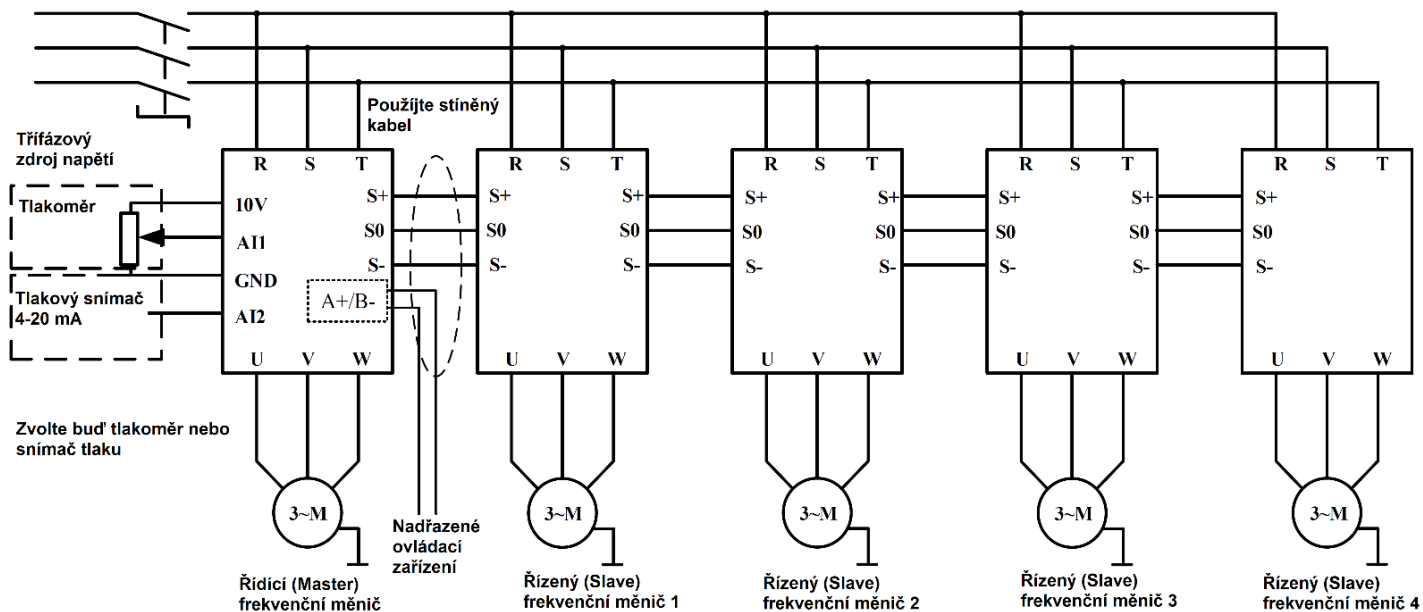 Použijte stíněný
kabel
Třífázový
zdroj napětí
R S T
R S T
R S T
R S T
R S T
Tlakoměr
10V
AI1
GND
Tlakový snímač
4-20 mA
AI2
S+
S0
S-
A+/B-
U V W
S+ S+
S0 S0
S- S-
U V W
S+ S+
S0 S0
S- S-
U V W
S+ S+
S0 S0
S- S-
U V W
S+
S0
S-
U V W
Zvolte buď tlakoměr nebo
snímač tlaku
3~M
3~M
3~M
3~M
3~M
Nadřazené
ovládací
zařízení
Řídicí (Master)
frekvenční měnič
Řízený (Slave)
frekvenční měnič 1
Řízený (Slave)
frekvenční měnič 2
Řízený (Slave)
frekvenční měnič 3
Řízený (Slave)
frekvenční měnič 4